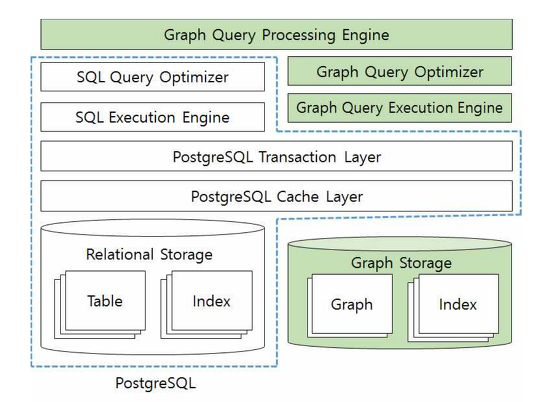 Graph Query Processing Engine
SQL Query Optimizer
Graph Query Optimizer
SQL Execution Engine
Graph Query Execution Engine
PostgreSQL Transaction Layer
PostgreSQL Cache Layer
Relational Storage
Graph Storage
Table
Index
Graph
Index
PostgreSQL